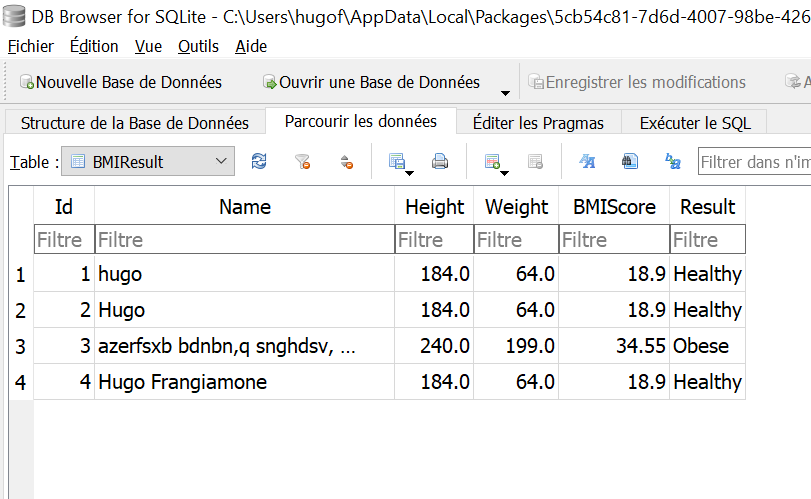 DB Browser for SQLite - C:\Users\hugof\AppData\Local\Packages\5cb54c81-7d6d-4007-98be-426
Fichier Édition Vue Outils Aide
Nouvelle Base de Données Ouvrir une Base de Données Enregistrer les modifications A
Structure de la Base de Données Parcourir les données Éditer les Pragmas Exécuter le SQL
Table : BMIResult Filtrer dans n'im
Id Name Height Weight BMIScore Result
Filtre Filtre Filtre Filtre Filtre Filtre
1 1 hugo 184.0 64.0 18.9 Healthy
2 2 Hugo 184.0 64.0 18.9 Healthy
3 3 azerfsxb bdnbn,q snghdsv, … 240.0 199.0 34.55 Obese
4 4 Hugo Frangiamone 184.0 64.0 18.9 Healthy